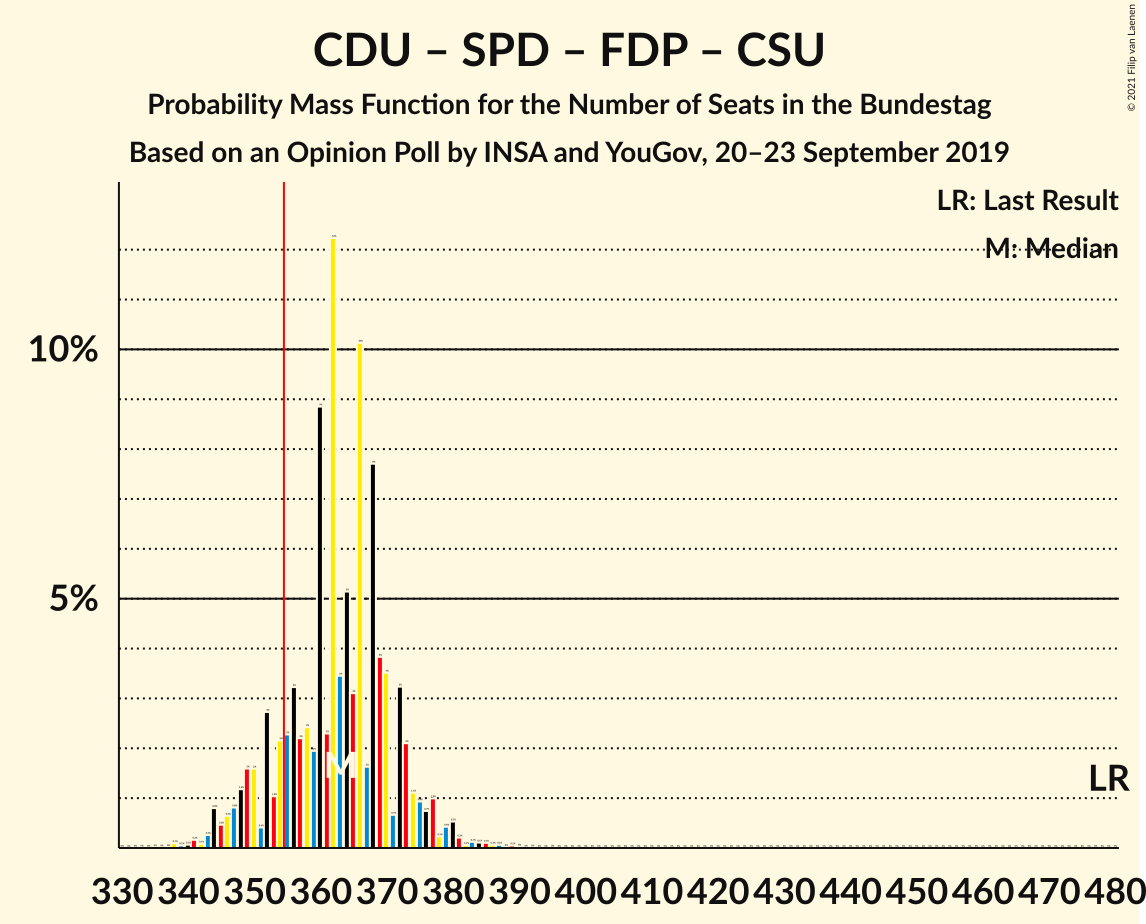 CDU – SPD – FDP – CSU
Probability Mass Function for the Number of Seats in the Bundestag
Based on an Opinion Poll by INSA and YouGov, 20–23 September 2019
© 2021 Filip van Laenen
LR: Last Result
M: Median
10%
5%
M
LR
330 340 350 360 370 380 390 400 410 420 430 440 450 460 470 480